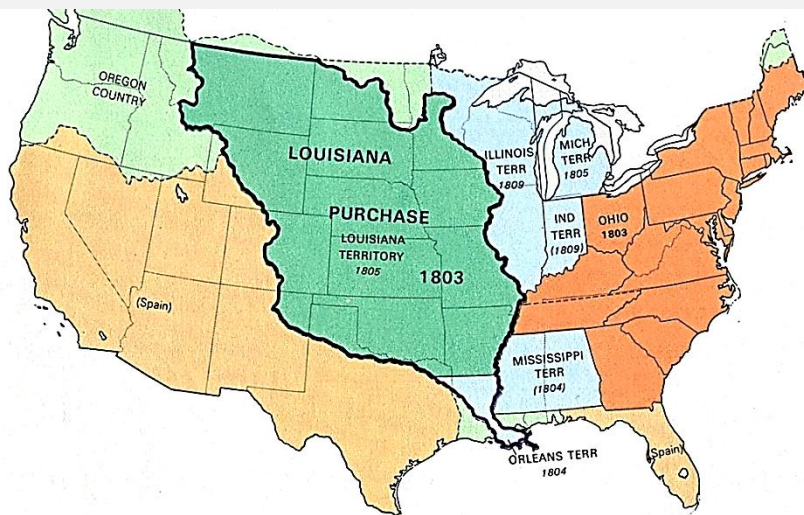 OREGON
COUNTRY
LOUISIANA
PURCHASE
LOUISIANA
TERRITORY
1805
1803
ILLINOIS
TERR
1809
MICH
TERR
1805
IND
TERR
(1809)
OHIO
1803
(Spain)
MISSISSIPPI
TERR
(1804)
ORLEANS TERR
1804
(Spain)